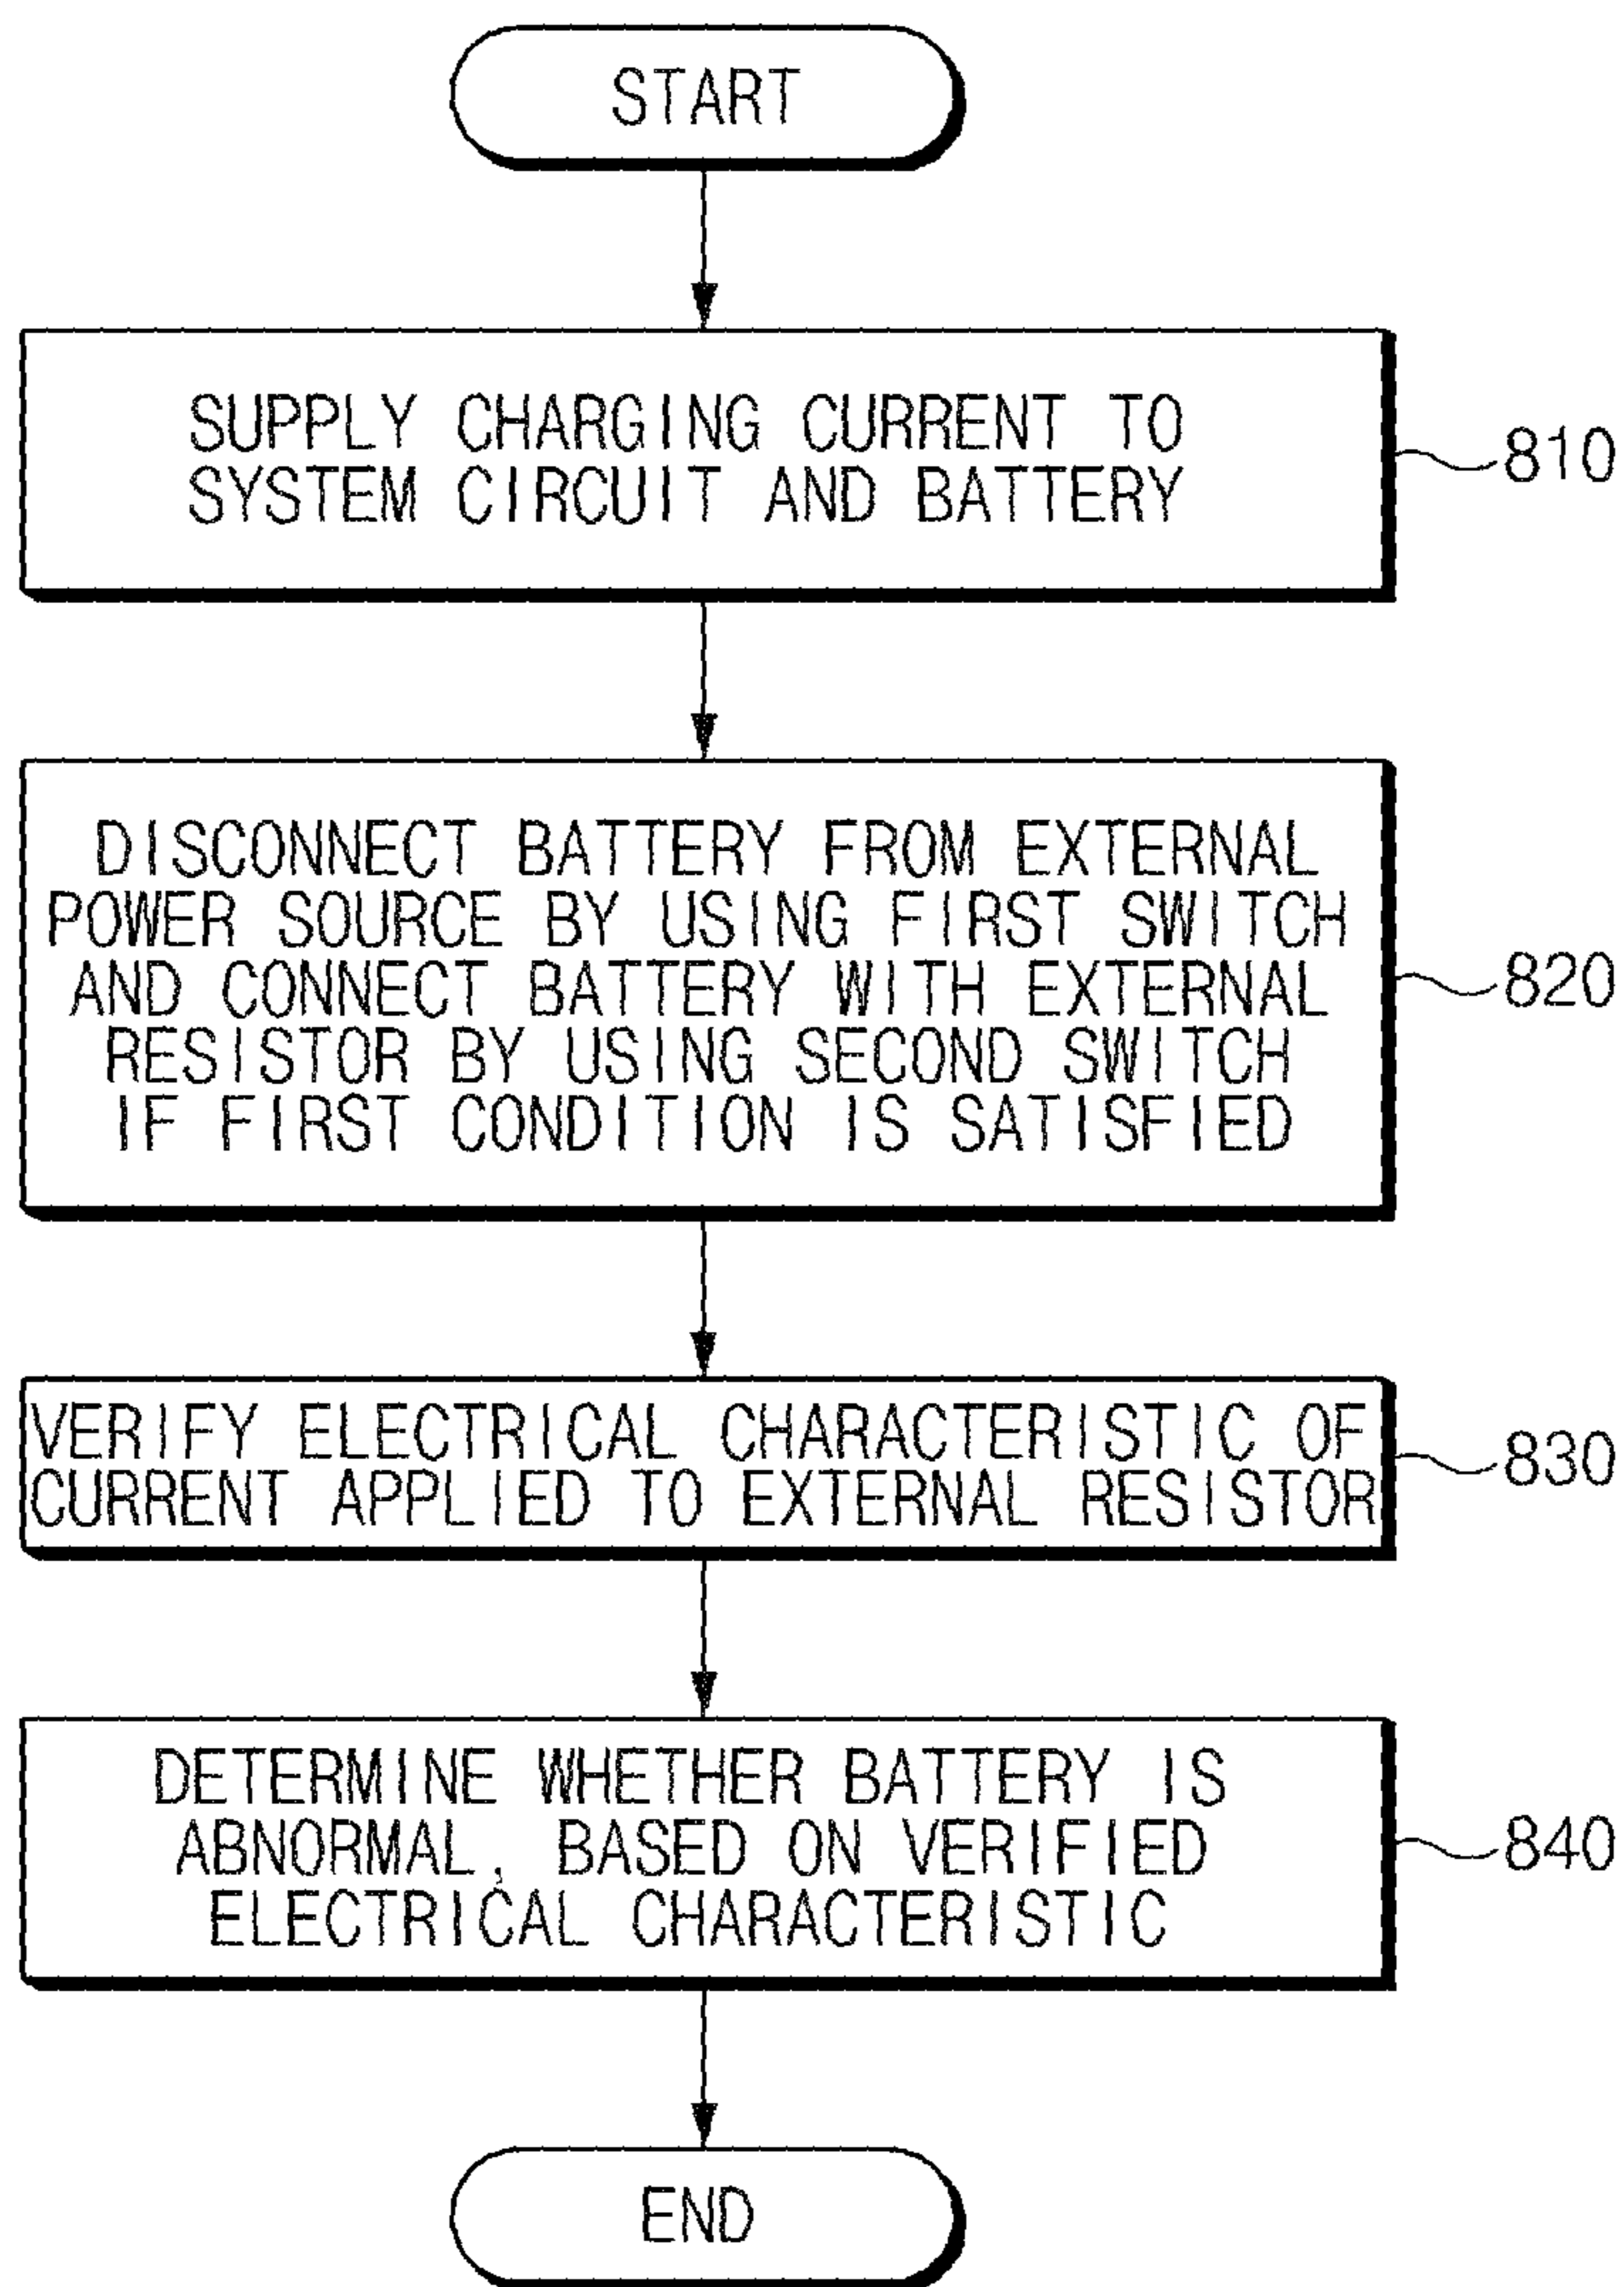 START
SUPPLY CHARGING CURRENT TO
SYSTEM CIRCUIT AND BATTERY
810
DISCONNECT BATTERY FROM EXTERNAL
POWER SOURCE BY USING FIRST SWITCH
AND CONNECT BATTERY WITH EXTERNAL
RESISTOR BY USING SECOND SWITCH
IF FIRST CONDITION IS SATISFIED
820
VERIFY ELECTRICAL CHARACTERISTIC OF
CURRENT APPLIED TO EXTERNAL RESISTOR
830
DETERMINE WHETHER BATTERY IS
ABNORMAL, BASED ON VERIFIED
ELECTRICAL CHARACTERISTIC
840
END